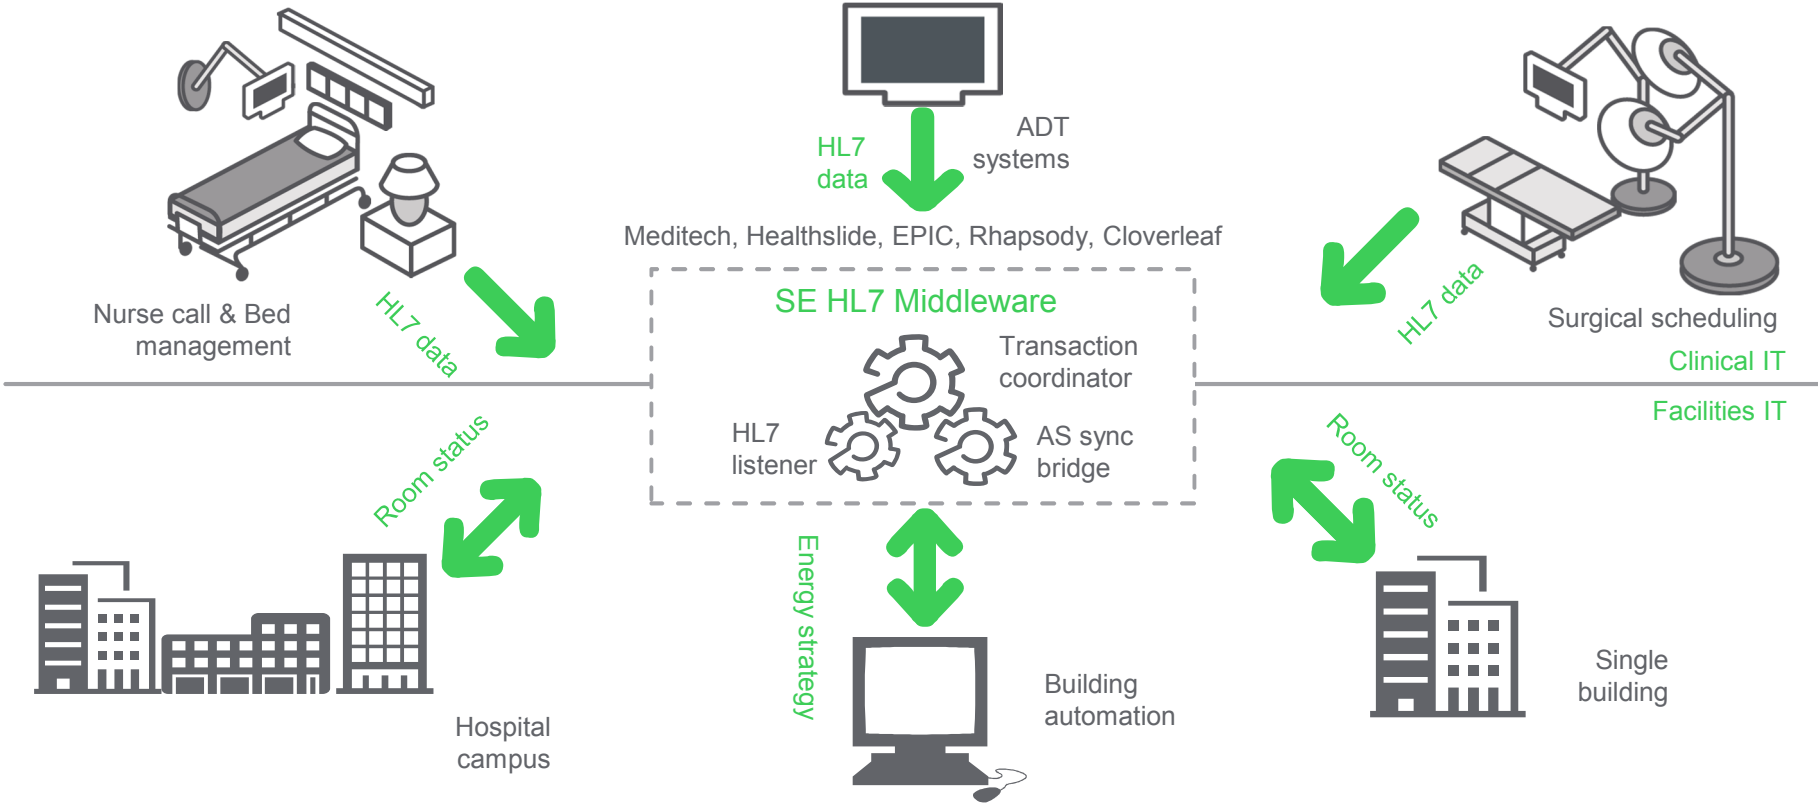 HL7
data
ADT
systems
Meditech, Healthslide, EPIC, Rhapsody, Cloverleaf
Nurse call & Bed
management
HL7 data
SE HL7 Middleware
Transaction
coordinator
HL7
listener
AS sync
bridge
HL7 data
Surgical scheduling
Clinical IT
Facilities IT
Room status
Hospital
campus
Energy strategy
Building
automation
Room status
Single
building